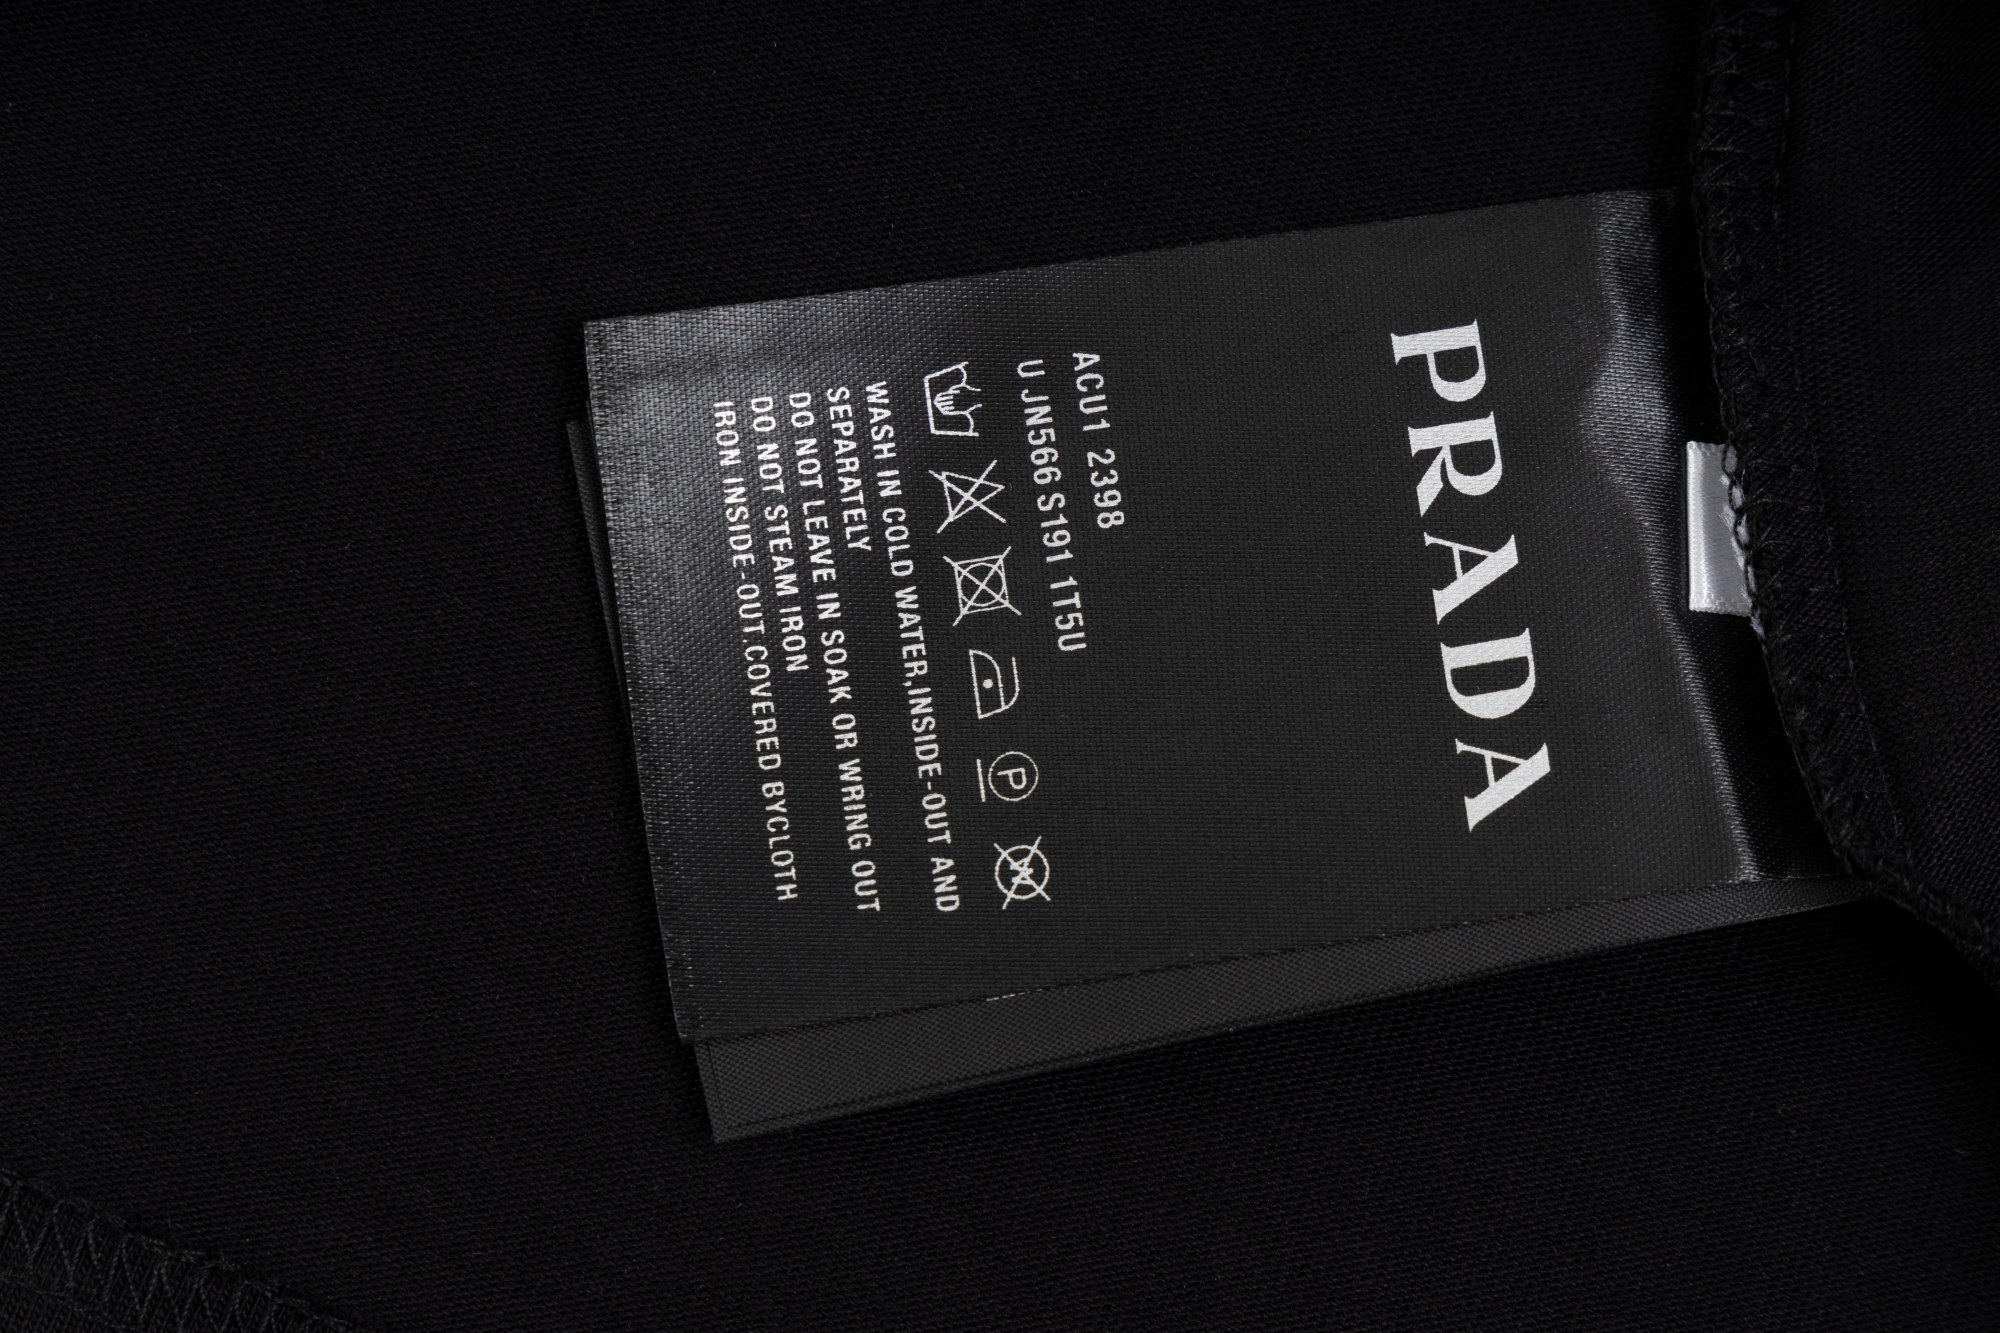 PRADA
ACU1 2398
UJN566 S191 1T5U
P
WASH IN COLD WATER,INSIDE-OUT AND
SEPARATELY
DO NOT LEAVE IN SOAK OR WRING OUT
DO NOT STEAM IRON
IRON INSIDE-OUT.COVERED BYCLOTH